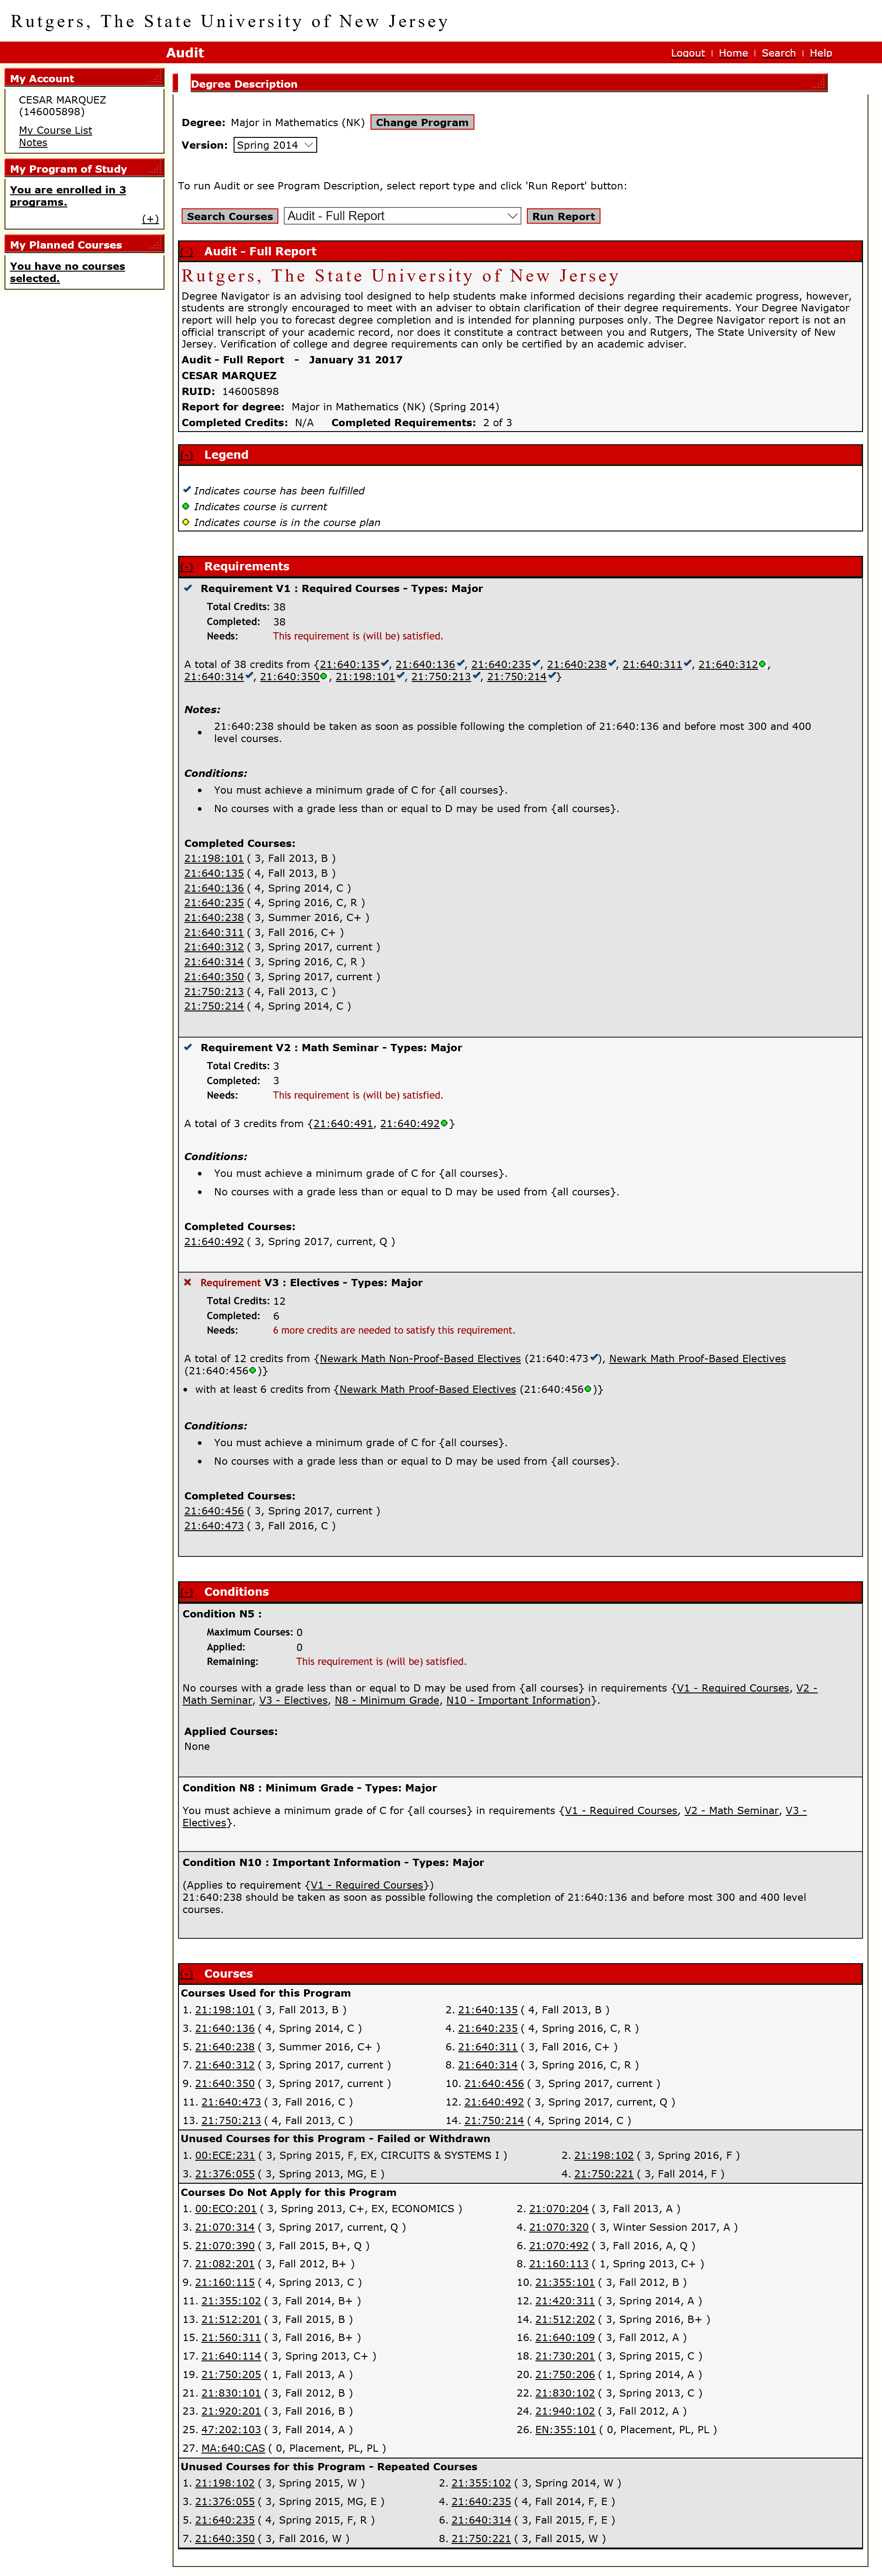 Rutgers, The State University of New Jersey
Audit
Logout | Home | Search | Help
My Account
CESAR MARQUEZ
(146005898)
My Course List
Notes
My Program of Study
You are enrolled in 3
programs.
(+)
My Planned Courses
You have no courses
selected.
Degree Description
Degree: Major in Mathematics (NK) Change Program
Version: Spring 2014
To run Audit or see Program Description, select report type and click 'Run Report' button:
Search Courses Audit - Full Report Run Report
(-) Audit - Full Report
Rutgers, The State University of New Jersey
Degree Navigator is an advising tool designed to help students make informed decisions regarding their academic progress, however,
students are strongly encouraged to meet with an adviser to obtain clarification of their degree requirements. Your Degree Navigator
report will help you to forecast degree completion and is intended for planning purposes only. The Degree Navigator report is not an
official transcript of your academic record, nor does it constitute a contract between you and Rutgers, The State University of New
Jersey. Verification of college and degree requirements can only be certified by an academic adviser.
Audit - Full Report - January 31 2017
CESAR MARQUEZ
RUID: 146005898
Report for degree: Major in Mathematics (NK) (Spring 2014)
Completed Credits: N/A Completed Requirements: 2 of 3
(-) Legend
Indicates course has been fulfilled
Indicates course is current
Indicates course is in the course plan
(-) Requirements
Requirement V1 : Required Courses - Types: Major
Total Credits: 38
Completed: 38
Needs: This requirement is (will be) satisfied.
A total of 38 credits from {21:640:135, 21:640:136, 21:640:235, 21:640:238, 21:640:311, 21:640:312,
21:640:314, 21:640:350, 21:198:101, 21:750:213, 21:750:214}
Notes:
• 21:640:238 should be taken as soon as possible following the completion of 21:640:136 and before most 300 and 400
level courses.
Conditions:
• You must achieve a minimum grade of C for {all courses}.
• No courses with a grade less than or equal to D may be used from {all courses}.
Completed Courses:
21:198:101 ( 3, Fall 2013, B )
21:640:135 ( 4, Fall 2013, B )
21:640:136 ( 4, Spring 2014, C )
21:640:235 ( 4, Spring 2016, C, R )
21:640:238 ( 3, Summer 2016, C+ )
21:640:311 ( 3, Fall 2016, C+ )
21:640:312 ( 3, Spring 2017, current )
21:640:314 ( 3, Spring 2016, C, R )
21:640:350 ( 3, Spring 2017, current )
21:750:213 ( 4, Fall 2013, C )
21:750:214 ( 4, Spring 2014, C )
Requirement V2 : Math Seminar - Types: Major
Total Credits: 3
Completed: 3
Needs: This requirement is (will be) satisfied.
A total of 3 credits from {21:640:491, 21:640:492}
Conditions:
• You must achieve a minimum grade of C for {all courses}.
• No courses with a grade less than or equal to D may be used from {all courses}.
Completed Courses:
21:640:492 ( 3, Spring 2017, current, Q )
Requirement V3 : Electives - Types: Major
Total Credits: 12
Completed: 6
Needs: 6 more credits are needed to satisfy this requirement.
A total of 12 credits from {Newark Math Non-Proof-Based Electives (21:640:473), Newark Math Proof-Based Electives
(21:640:456)}
• with at least 6 credits from {Newark Math Proof-Based Electives (21:640:456)}
Conditions:
• You must achieve a minimum grade of C for {all courses}.
• No courses with a grade less than or equal to D may be used from {all courses}.
Completed Courses:
21:640:456 ( 3, Spring 2017, current )
21:640:473 ( 3, Fall 2016, C )
(-) Conditions
Condition N5 :
Maximum Courses: 0
Applied: 0
Remaining: This requirement is (will be) satisfied.
No courses with a grade less than or equal to D may be used from {all courses} in requirements {V1 - Required Courses, V2 -
Math Seminar, V3 - Electives, N8 - Minimum Grade, N10 - Important Information}.
Applied Courses:
None
Condition N8 : Minimum Grade - Types: Major
You must achieve a minimum grade of C for {all courses} in requirements {V1 - Required Courses, V2 - Math Seminar, V3 -
Electives}.
Condition N10 : Important Information - Types: Major
(Applies to requirement {V1 - Required Courses})
21:640:238 should be taken as soon as possible following the completion of 21:640:136 and before most 300 and 400 level
courses.
(-) Courses
Courses Used for this Program
1. 21:198:101 ( 3, Fall 2013, B ) 2. 21:640:135 ( 4, Fall 2013, B )
3. 21:640:136 ( 4, Spring 2014, C ) 4. 21:640:235 ( 4, Spring 2016, C, R )
5. 21:640:238 ( 3, Summer 2016, C+ ) 6. 21:640:311 ( 3, Fall 2016, C+ )
7. 21:640:312 ( 3, Spring 2017, current ) 8. 21:640:314 ( 3, Spring 2016, C, R )
9. 21:640:350 ( 3, Spring 2017, current ) 10. 21:640:456 ( 3, Spring 2017, current )
11. 21:640:473 ( 3, Fall 2016, C ) 12. 21:640:492 ( 3, Spring 2017, current, Q )
13. 21:750:213 ( 4, Fall 2013, C ) 14. 21:750:214 ( 4, Spring 2014, C )
Unused Courses for this Program - Failed or Withdrawn
1. 00:ECE:231 ( 3, Spring 2015, F, EX, CIRCUITS & SYSTEMS I ) 2. 21:198:102 ( 3, Spring 2016, F )
3. 21:376:055 ( 3, Spring 2013, MG, E ) 4. 21:750:221 ( 3, Fall 2014, F )
Courses Do Not Apply for this Program
1. 00:ECO:201 ( 3, Spring 2013, C+, EX, ECONOMICS ) 2. 21:070:204 ( 3, Fall 2013, A )
3. 21:070:314 ( 3, Spring 2017, current, Q ) 4. 21:070:320 ( 3, Winter Session 2017, A )
5. 21:070:390 ( 3, Fall 2015, B+, Q ) 6. 21:070:492 ( 3, Fall 2016, A, Q )
7. 21:082:201 ( 3, Fall 2012, B+ ) 8. 21:160:113 ( 1, Spring 2013, C+ )
9. 21:160:115 ( 4, Spring 2013, C ) 10. 21:355:101 ( 3, Fall 2012, B )
11. 21:355:102 ( 3, Fall 2014, B+ ) 12. 21:420:311 ( 3, Spring 2014, A )
13. 21:512:201 ( 3, Fall 2015, B ) 14. 21:512:202 ( 3, Spring 2016, B+ )
15. 21:560:311 ( 3, Fall 2016, B+ ) 16. 21:640:109 ( 3, Fall 2012, A )
17. 21:640:114 ( 3, Spring 2013, C+ ) 18. 21:730:201 ( 3, Spring 2015, C )
19. 21:750:205 ( 1, Fall 2013, A ) 20. 21:750:206 ( 1, Spring 2014, A )
21. 21:830:101 ( 3, Fall 2012, B ) 22. 21:830:102 ( 3, Spring 2013, C )
23. 21:920:201 ( 3, Fall 2016, B ) 24. 21:940:102 ( 3, Fall 2012, A )
25. 47:202:103 ( 3, Fall 2014, A ) 26. EN:355:101 ( 0, Placement, PL, PL )
27. MA:640:CAS ( 0, Placement, PL, PL )
Unused Courses for this Program - Repeated Courses
1. 21:198:102 ( 3, Spring 2015, W ) 2. 21:355:102 ( 3, Spring 2014, W )
3. 21:376:055 ( 3, Spring 2015, MG, E ) 4. 21:640:235 ( 4, Fall 2014, F, E )
5. 21:640:235 ( 4, Spring 2015, F, R ) 6. 21:640:314 ( 3, Fall 2015, F, E )
7. 21:640:350 ( 3, Fall 2016, W ) 8. 21:750:221 ( 3, Fall 2015, W )